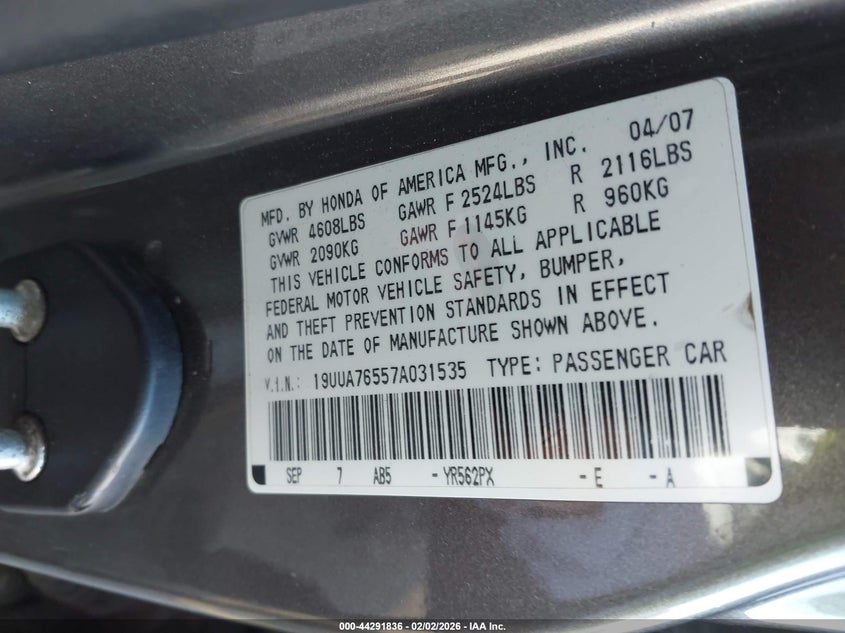 MFD. BY HONDA OF AMERICA MFG., INC. 04/07
GVWR 4608LBS GAWR F 2524LBS R 2116LBS
GVWR 2090KG GAWR F 1145KG R 960KG
THIS VEHICLE CONFORMS TO ALL APPLICABLE
FEDERAL MOTOR VEHICLE SAFETY, BUMPER,
AND THEFT PREVENTION STANDARDS IN EFFECT
ON THE DATE OF MANUFACTURE SHOWN ABOVE.
V.I.N.: 19UUA76557A031535 TYPE: PASSENGER CAR
SEP 7 AB5 -YR562PX -E -A
000-44291836 - 02/02/2026 - IAA Inc.